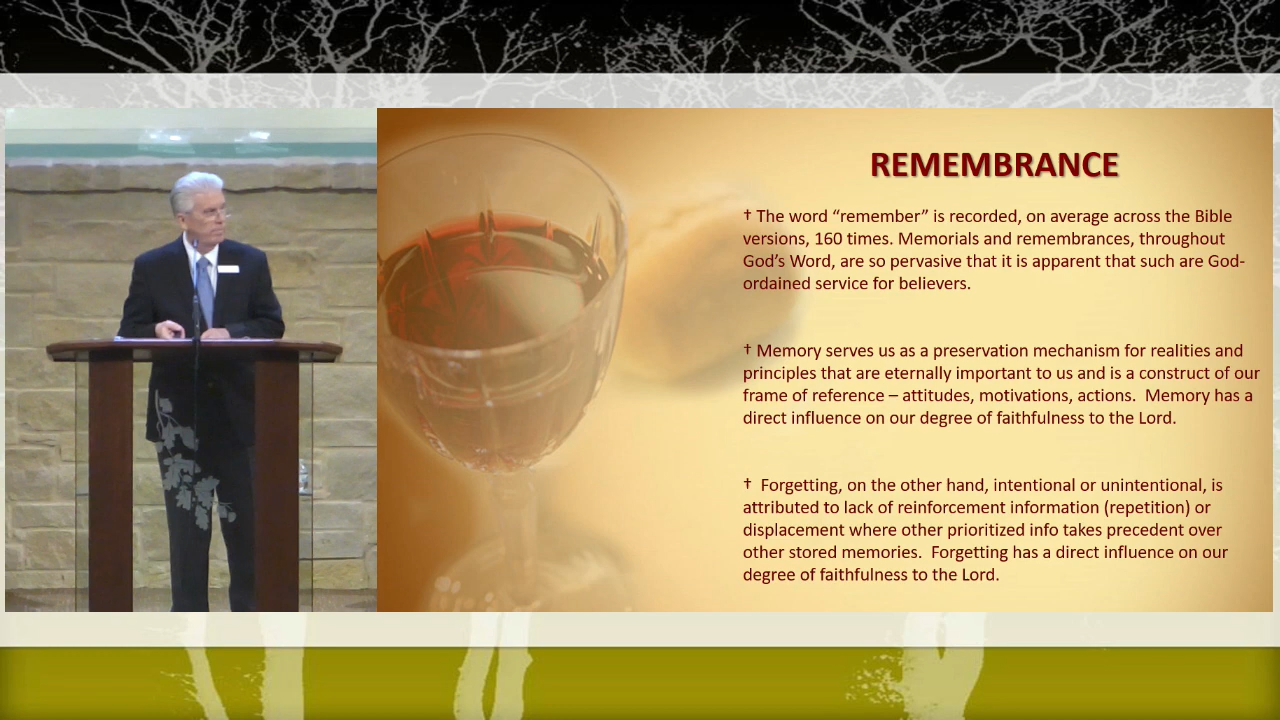 REMEMBRANCE
† The word “remember” is recorded, on average across the Bible
versions, 160 times. Memorials and remembrances, throughout
God’s Word, are so pervasive that it is apparent that such are God-
ordained service for believers.
† Memory serves us as a preservation mechanism for realities and
principles that are eternally important to us and is a construct of our
frame of reference – attitudes, motivations, actions.  Memory has a
direct influence on our degree of faithfulness to the Lord.
†  Forgetting, on the other hand, intentional or unintentional, is
attributed to lack of reinforcement information (repetition) or
displacement where other prioritized info takes precedent over
other stored memories.  Forgetting has a direct influence on our
degree of faithfulness to the Lord.